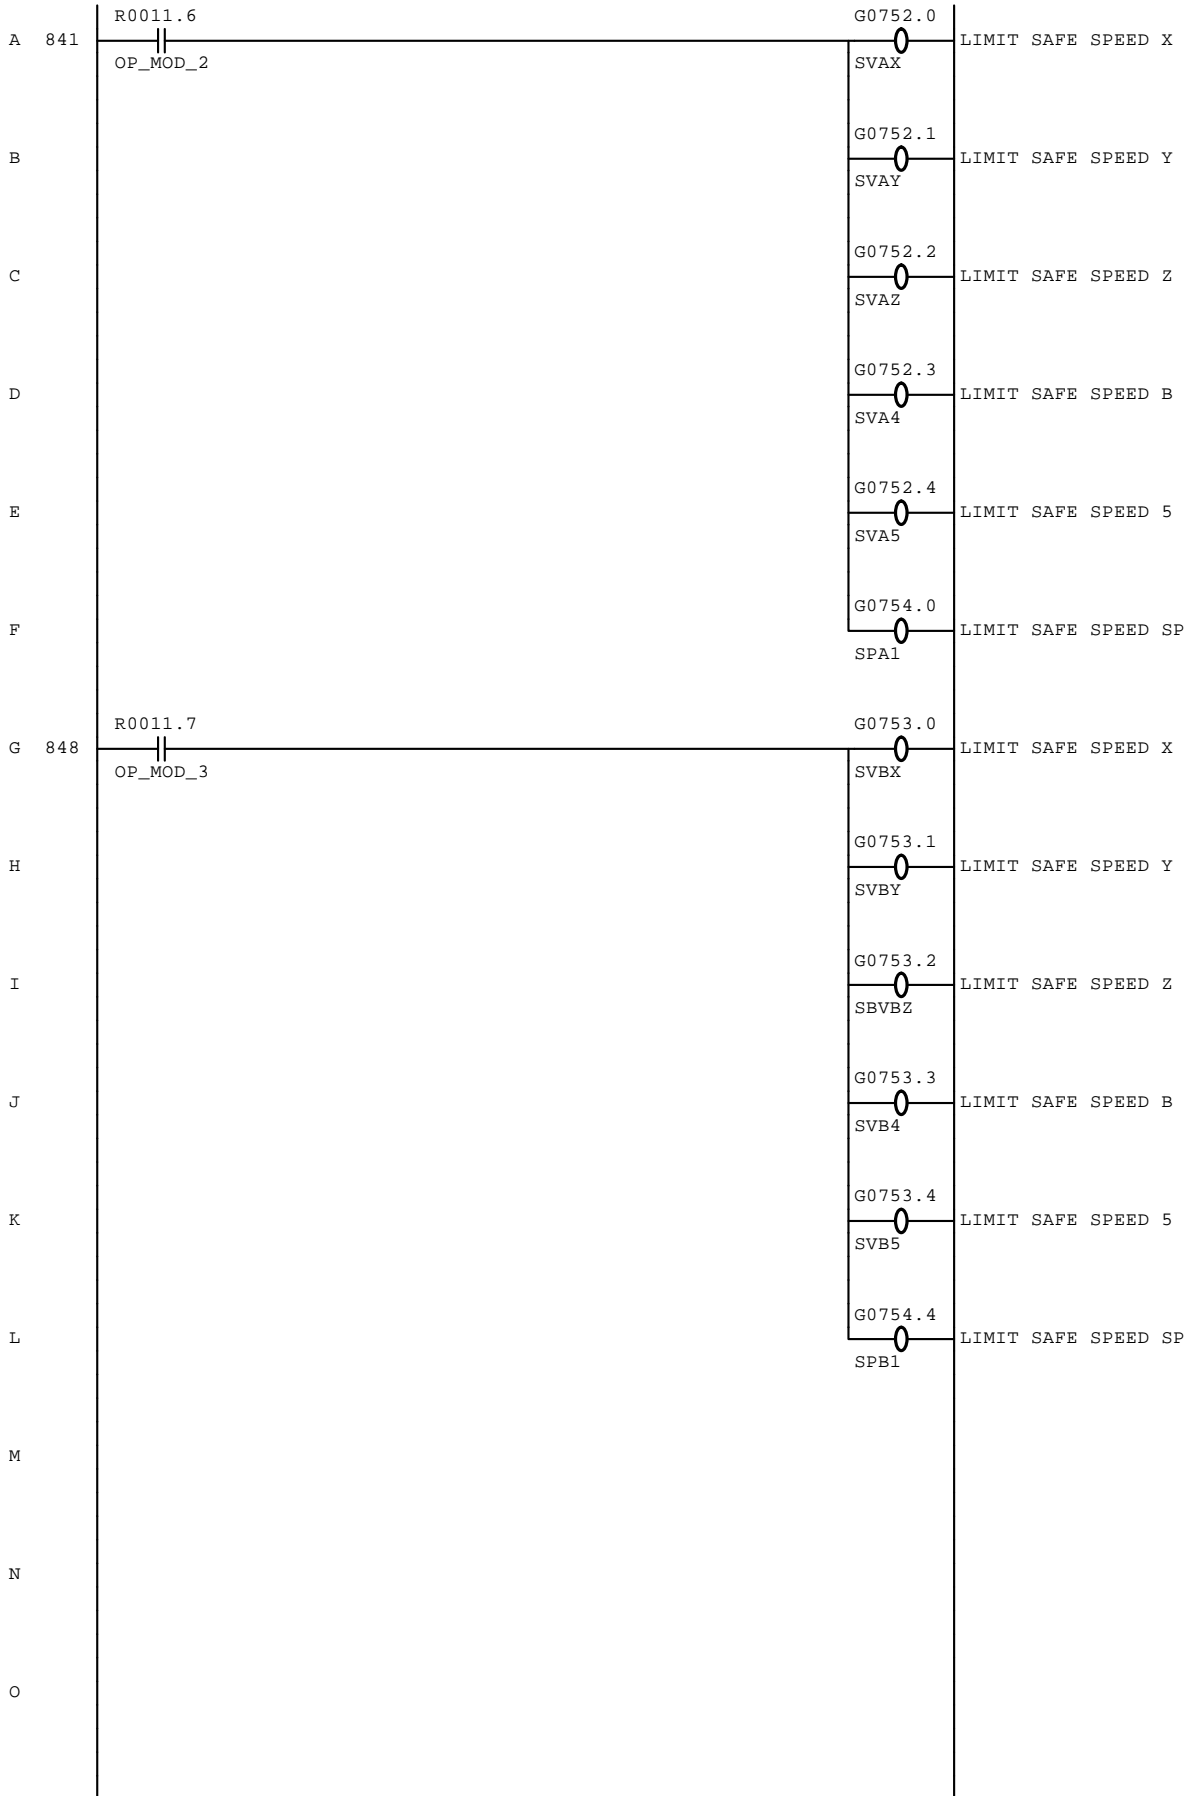 R0011.6 G0752.0
A 841 LIMIT SAFE SPEED X
OP_MOD_2 SVAX
G0752.1
B LIMIT SAFE SPEED Y
SVAY
G0752.2
C LIMIT SAFE SPEED Z
SVAZ
G0752.3
D LIMIT SAFE SPEED B
SVA4
G0752.4
E LIMIT SAFE SPEED 5
SVA5
G0754.0
F LIMIT SAFE SPEED SP
SPA1
R0011.7 G0753.0
G 848 LIMIT SAFE SPEED X
OP_MOD_3 SVBX
G0753.1
H LIMIT SAFE SPEED Y
SVBY
G0753.2
I LIMIT SAFE SPEED Z
SBVBZ
G0753.3
J LIMIT SAFE SPEED B
SVB4
G0753.4
K LIMIT SAFE SPEED 5
SVB5
G0754.4
L LIMIT SAFE SPEED SP
SPB1
M
N
O